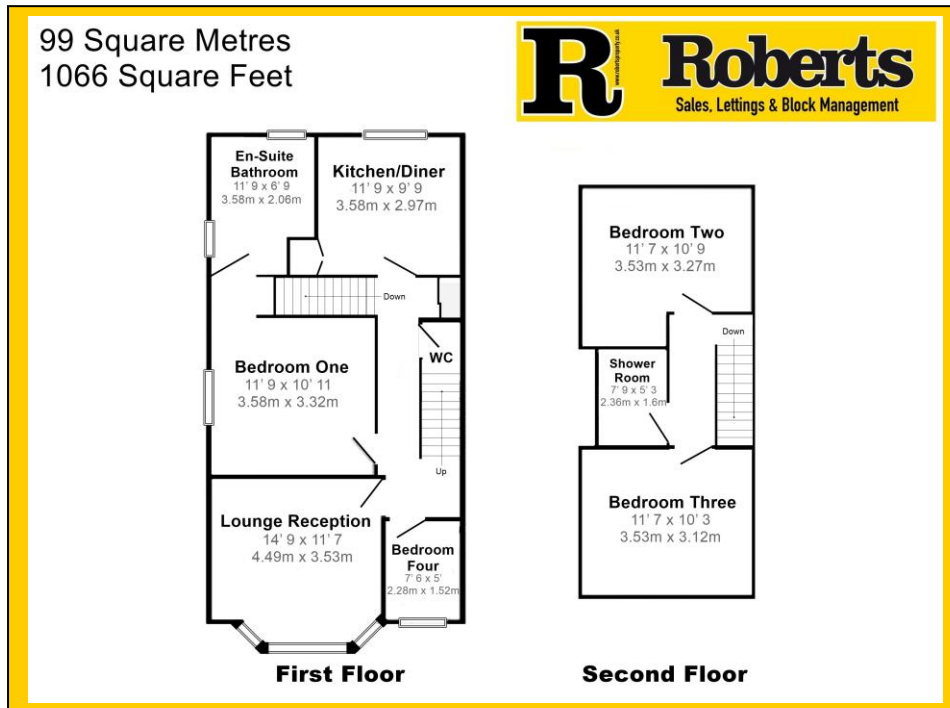 99 Square Metres
1066 Square Feet
R
www.robertsproperty.co.uk
Roberts
Sales, Lettings & Block Management
En-Suite
Bathroom
11' 9 x 6' 9
3.58m x 2.06m
Kitchen/Diner
11' 9 x 9' 9
3.58m x 2.97m
Down
WC
Bedroom One
11' 9 x 10' 11
3.58m x 3.32m
Up
Lounge Reception
14' 9 x 11' 7
4.49m x 3.53m
Bedroom
Four
7' 6 x 5'
2.28m x 1.52m
First Floor
Bedroom Two
11' 7 x 10' 9
3.53m x 3.27m
Down
Shower
Room
7' 9 x 5' 3
2.36m x 1.6m
Bedroom Three
11' 7 x 10' 3
3.53m x 3.12m
Second Floor